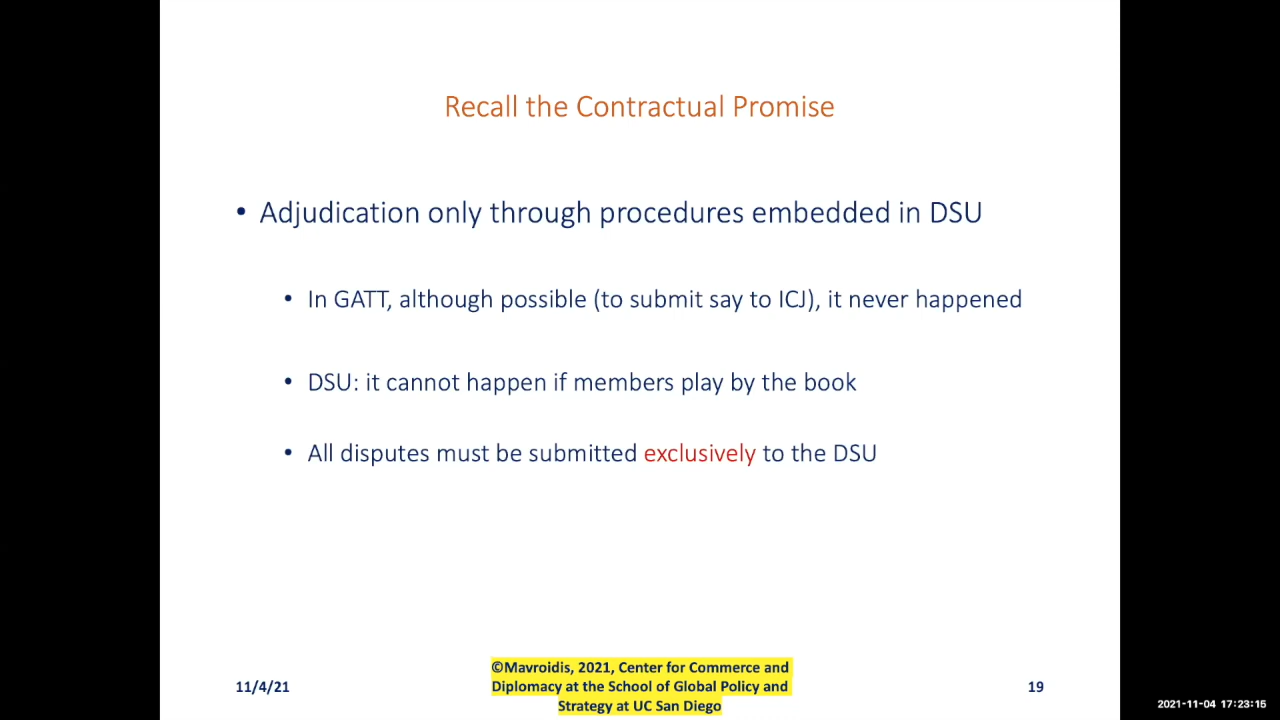 Recall the Contractual Promise
• Adjudication only through procedures embedded in DSU
• In GATT, although possible (to submit say to ICJ), it never happened
• DSU: it cannot happen if members play by the book
• All disputes must be submitted exclusively to the DSU
11/4/21
©Mavroidis, 2021, Center for Commerce and
Diplomacy at the School of Global Policy and
Strategy at UC San Diego
19
2021-11-04 17:23:15